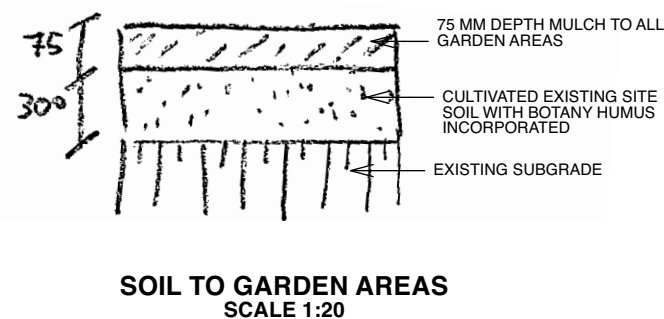 75
75 MM DEPTH MULCH TO ALL
GARDEN AREAS
300
CULTIVATED EXISTING SITE
SOIL WITH BOTANY HUMUS
INCORPORATED
EXISTING SUBGRADE
SOIL TO GARDEN AREAS
SCALE 1:20